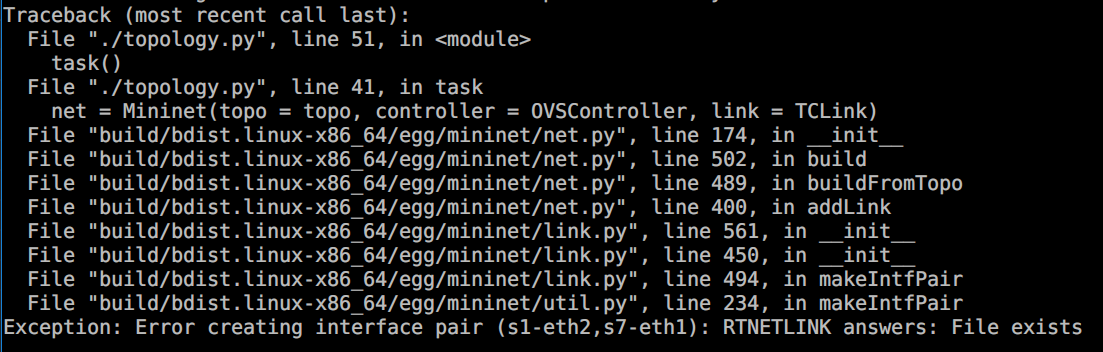 Traceback (most recent call last):
File "./topology.py", line 51, in <module>
task()
File "./topology.py", line 41, in task
net = Mininet(topo = topo, controller = OVSController, link = TCLink)
File "build/bdist.linux-x86_64/egg/mininet/net.py", line 174, in __init__
File "build/bdist.linux-x86_64/egg/mininet/net.py", line 502, in build
File "build/bdist.linux-x86_64/egg/mininet/net.py", line 489, in buildFromTopo
File "build/bdist.linux-x86_64/egg/mininet/net.py", line 400, in addLink
File "build/bdist.linux-x86_64/egg/mininet/link.py", line 561, in __init__
File "build/bdist.linux-x86_64/egg/mininet/link.py", line 450, in __init__
File "build/bdist.linux-x86_64/egg/mininet/link.py", line 494, in makeIntfPair
File "build/bdist.linux-x86_64/egg/mininet/util.py", line 234, in makeIntfPair
Exception: Error creating interface pair (s1-eth2,s7-eth1): RTNETLINK answers: File exists